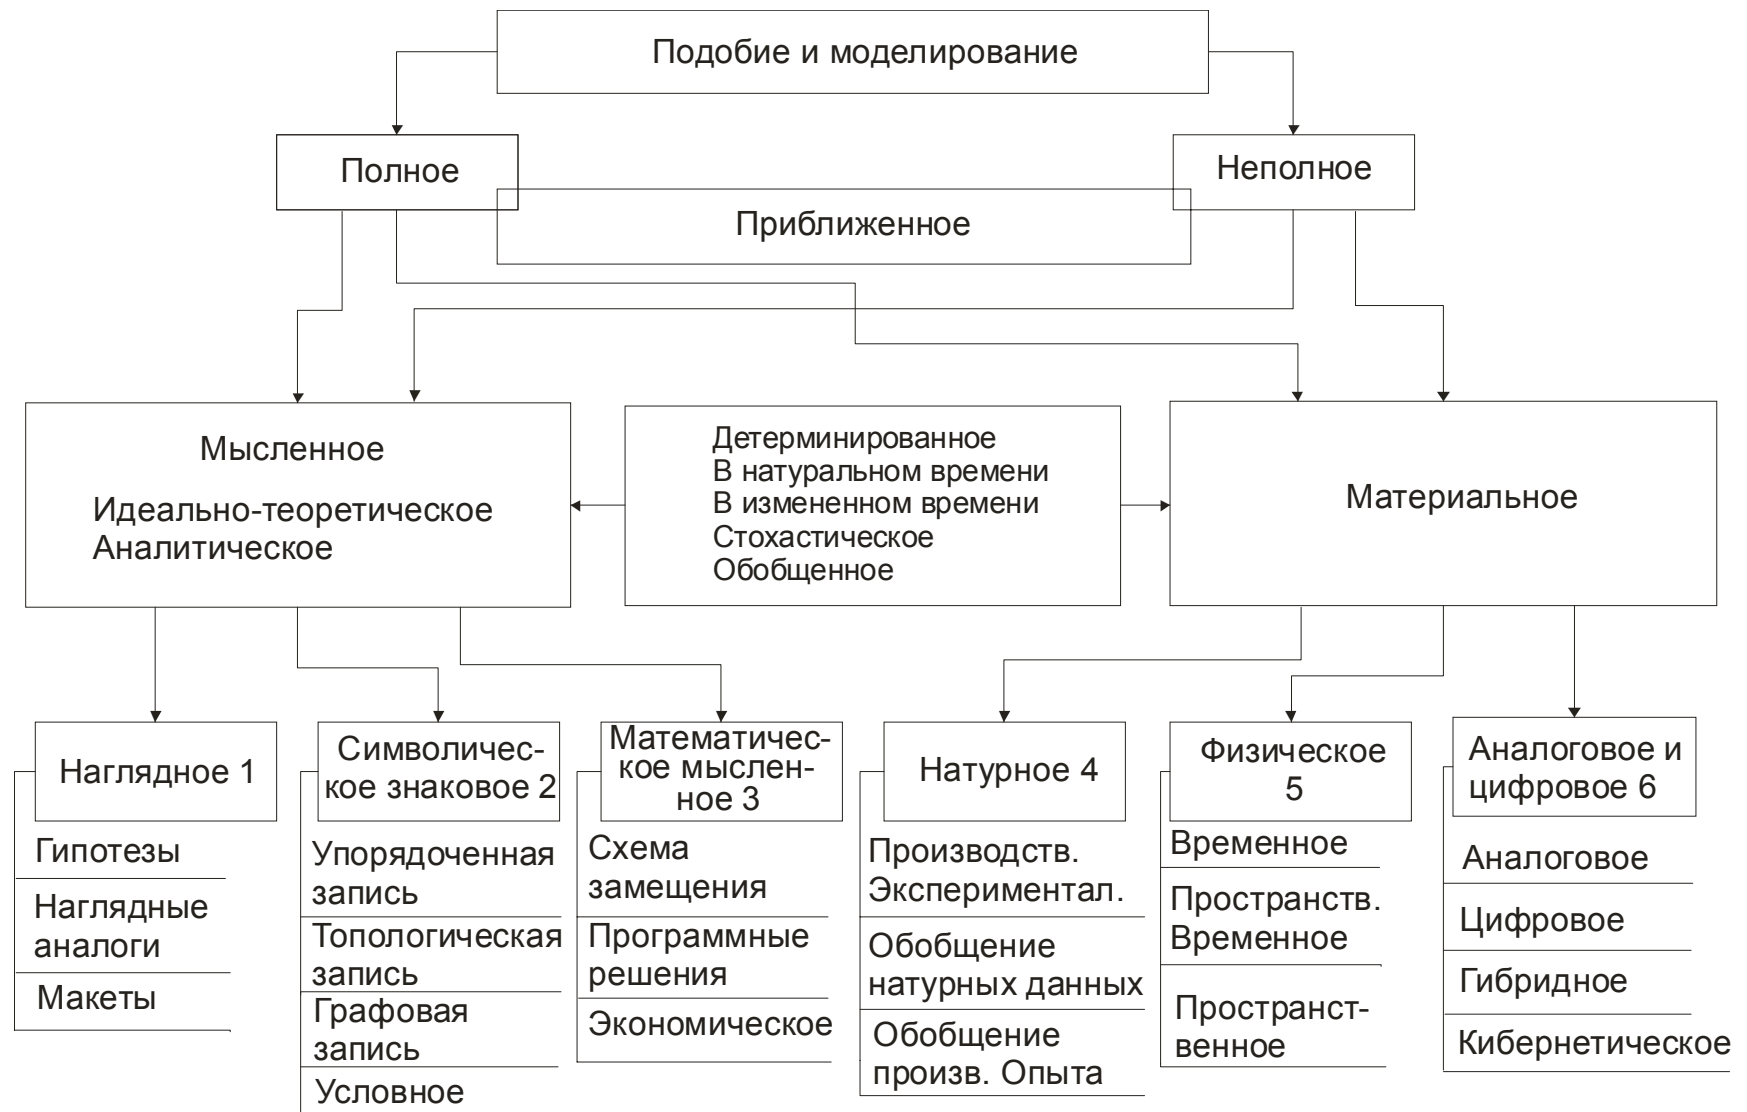 Подобие и моделирование
Полное
Неполное
Приближенное
Мысленное
Идеально-теоретическое
Аналитическое
Детерминированное
В натуральном времени
В измененном времени
Стохастическое
Обобщенное
Материальное
Наглядное 1
Гипотезы
Наглядные
аналоги
Макеты
Символичес-
кое знаковое 2
Упорядоченная
запись
Топологическая
запись
Графовая
запись
Условное
Математичес-
кое мыслен-
ное 3
Схема
замещения
Программные
решения
Экономическое
Натурное 4
Производств.
Экспериментал.
Обобщение
натурных данных
Обобщение
произв. Опыта
Физическое
5
Временное
Пространств.
Временное
Пространст-
венное
Аналоговое и
цифровое 6
Аналоговое
Цифровое
Гибридное
Кибернетическое